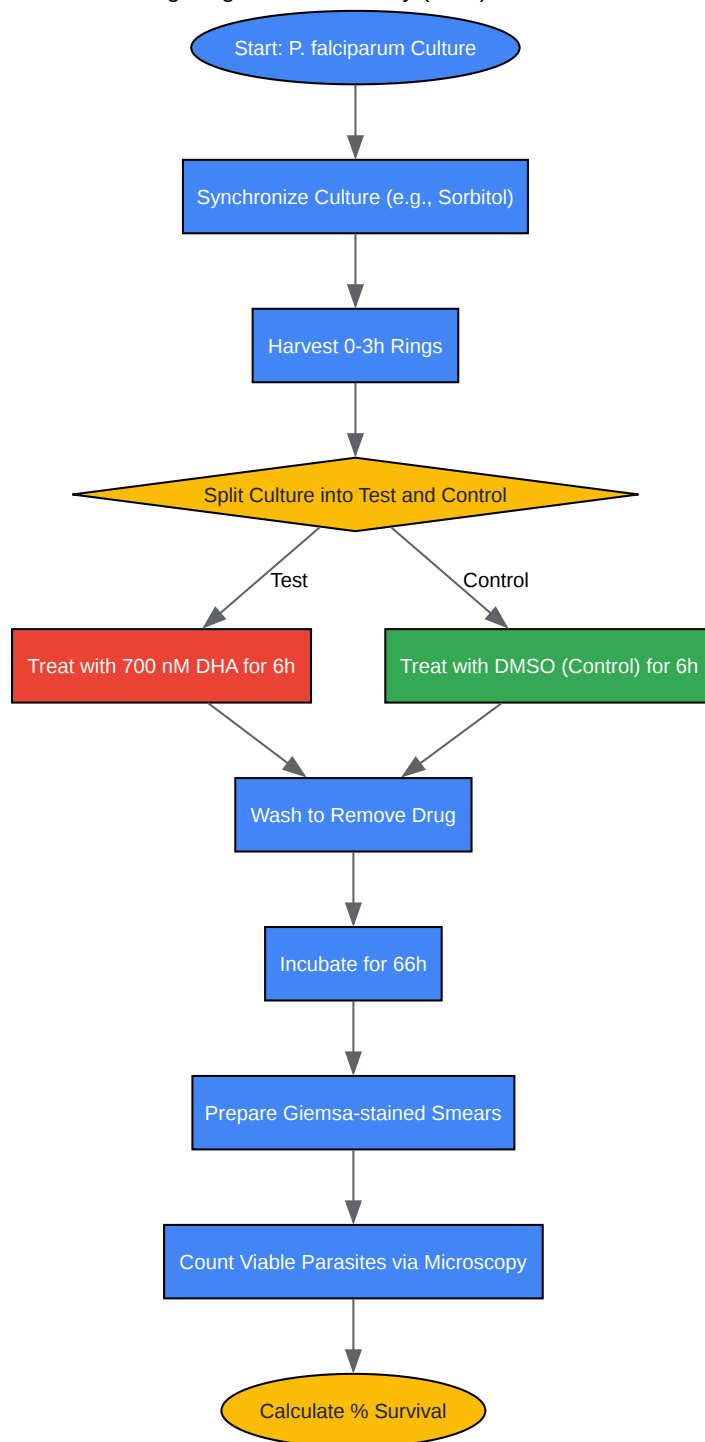 Start: P. falciparum Culture
Synchronize Culture (e.g., Sorbitol)
Harvest 0-3h Rings
Split Culture into Test and Control
Test
Control
Treat with 700 nM DHA for 6h
Treat with DMSO (Control) for 6h
Wash to Remove Drug
Incubate for 66h
Prepare Giemsa-stained Smears
Count Viable Parasites via Microscopy
Calculate % Survival